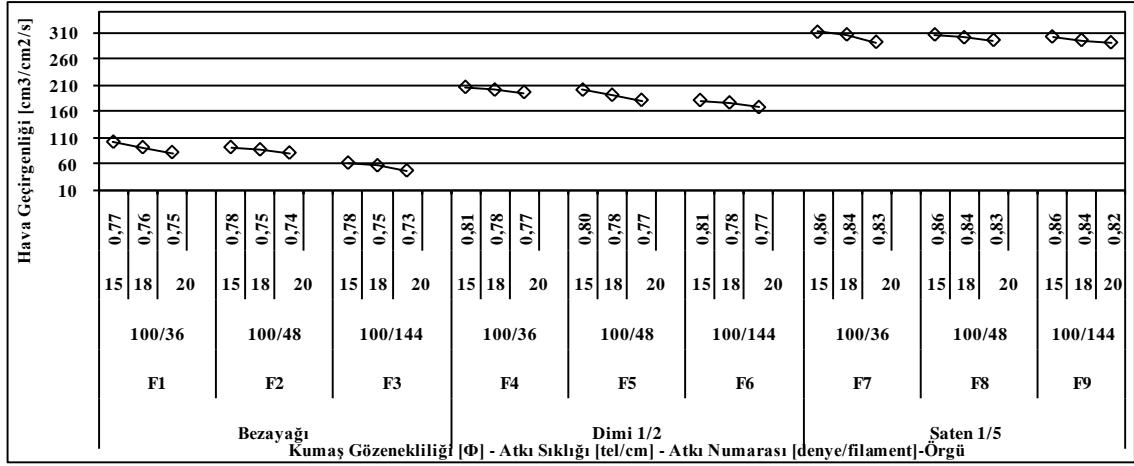 Hava Geçirgenliği [cm3/cm2/s]
310
260
210
160
110
60
10
0,77 0,76 0,75 0,78 0,75 0,74 0,78 0,75 0,73 0,81 0,78 0,77 0,80 0,78 0,77 0,81 0,78 0,77 0,86 0,84 0,83 0,86 0,84 0,83 0,86 0,84 0,82
15 18 20 15 18 20 15 18 20 15 18 20 15 18 20 15 18 20 15 18 20 15 18 20 15 18 20
100/36 100/48 100/144 100/36 100/48 100/144 100/36 100/48 100/144
F1 F2 F3 F4 F5 F6 F7 F8 F9
Bezayağı Dimi 1/2 Saten 1/5
Kumaş Gözenekliliği [Φ] - Atkı Sıklığı [tel/cm] - Atkı Numarası [denye/filament]-Örgü